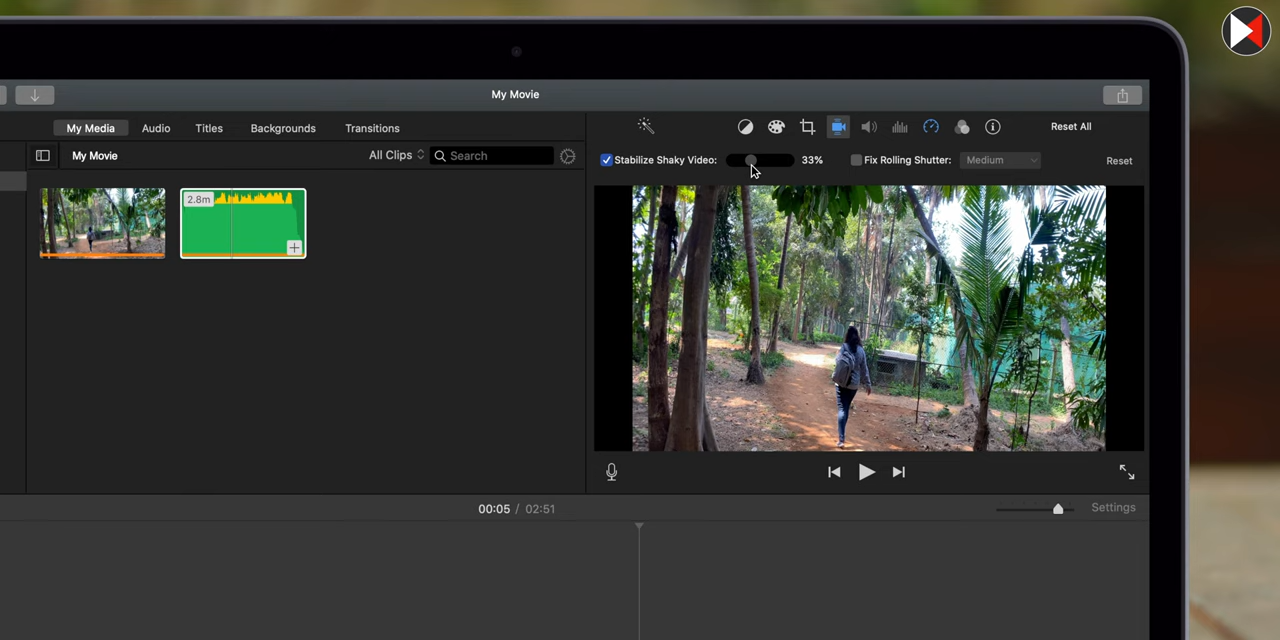 My Movie
My Media Audio Titles Backgrounds Transitions Reset All
My Movie All Clips Search Stabilize Shaky Video: 33% Fix Rolling Shutter: Medium Reset
2.8m
00:05 / 02:51 Settings